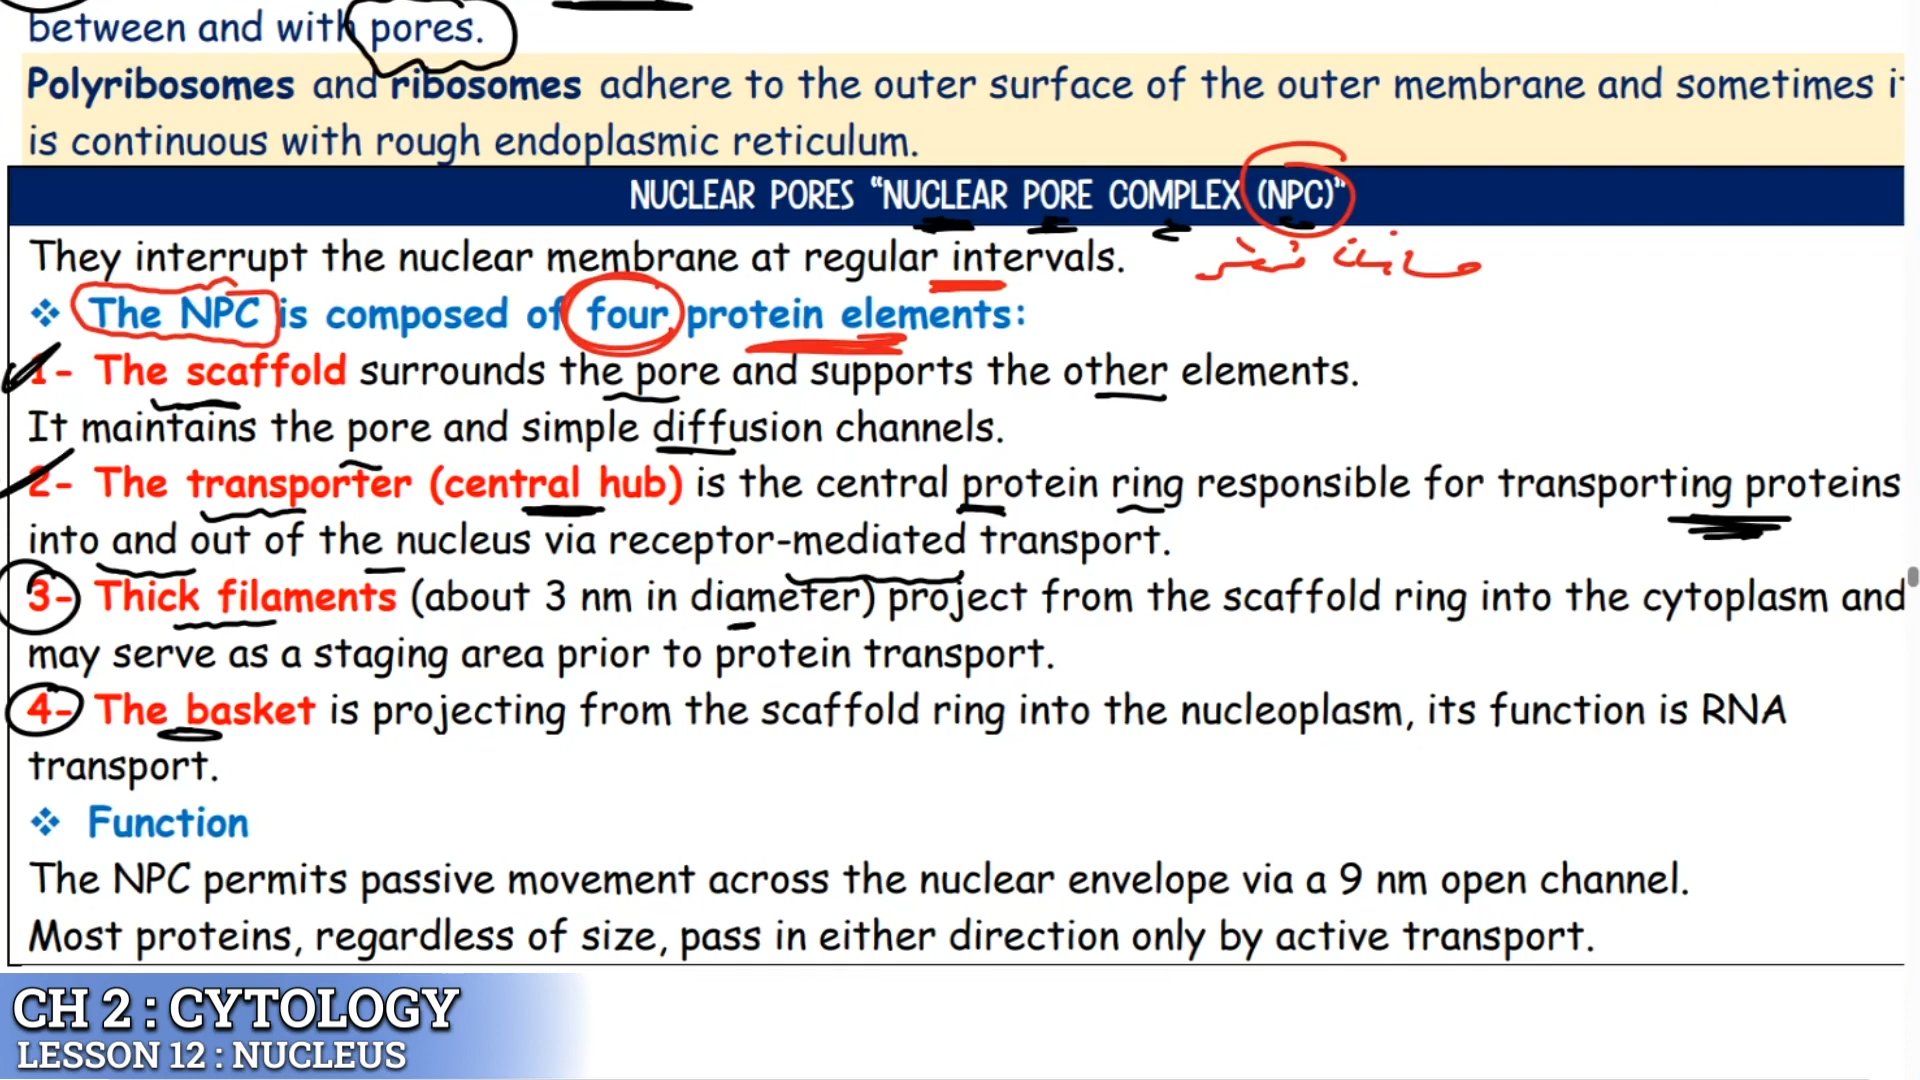 between and with pores.
Polyribosomes and ribosomes adhere to the outer surface of the outer membrane and sometimes it
is continuous with rough endoplasmic reticulum.
NUCLEAR PORES “NUCLEAR PORE COMPLEX (NPC)”
They interrupt the nuclear membrane at regular intervals.
❖ The NPC is composed of four protein elements:
1- The scaffold surrounds the pore and supports the other elements.
It maintains the pore and simple diffusion channels.
2- The transporter (central hub) is the central protein ring responsible for transporting proteins
into and out of the nucleus via receptor-mediated transport.
3- Thick filaments (about 3 nm in diameter) project from the scaffold ring into the cytoplasm and
may serve as a staging area prior to protein transport.
4- The basket is projecting from the scaffold ring into the nucleoplasm, its function is RNA
transport.
❖ Function
The NPC permits passive movement across the nuclear envelope via a 9 nm open channel.
Most proteins, regardless of size, pass in either direction only by active transport.
CH 2 : CYTOLOGY
LESSON 12 : NUCLEUS